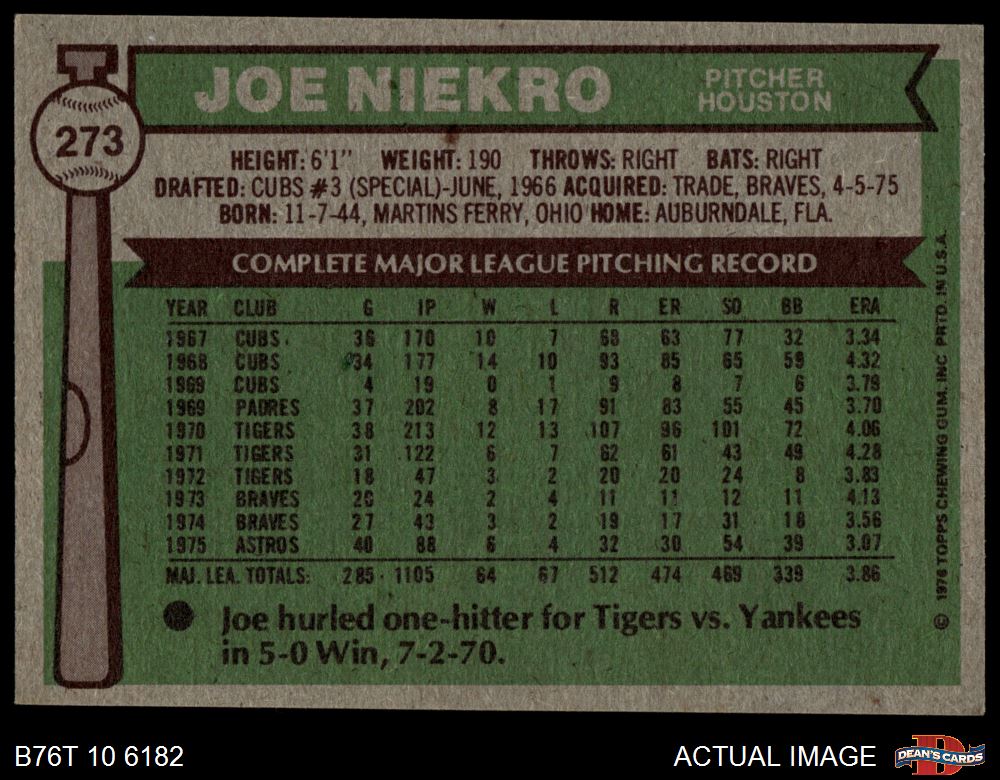 JOE NIEKRO
PITCHER
HOUSTON
273
HEIGHT: 6'1" WEIGHT: 190 THROWS: RIGHT BATS: RIGHT
DRAFTED: CUBS #3 (SPECIAL)-JUNE, 1966 ACQUIRED: TRADE, BRAVES, 4-5-75
BORN: 11-7-44, MARTINS FERRY, OHIO HOME: AUBURNDALE, FLA.
COMPLETE MAJOR LEAGUE PITCHING RECORD
YEAR CLUB G IP W L R ER SO BB ERA
1967 CUBS 36 170 10 7 68 63 77 32 3.34
1968 CUBS 34 177 14 10 93 85 65 59 4.32
1969 CUBS 4 19 0 1 9 8 7 6 3.79
1969 PADRES 37 202 8 17 91 83 55 45 3.70
1970 TIGERS 38 213 12 13 107 96 101 72 4.06
1971 TIGERS 31 122 6 7 62 61 43 49 4.28
1972 TIGERS 18 47 3 2 20 20 24 8 3.83
1973 BRAVES 20 24 2 4 11 11 12 11 4.13
1974 BRAVES 27 43 3 2 19 17 31 18 3.56
1975 ASTROS 40 88 6 4 32 30 54 39 3.07
MAJ. LEA. TOTALS: 285 1105 64 67 512 474 469 339 3.86
Joe hurled one-hitter for Tigers vs. Yankees
in 5-0 Win, 7-2-70.
© 1976 TOPPS CHEWING GUM, INC. PRTD. IN U.S.A.
B76T 10 6182
ACTUAL IMAGE
D
DEAN'S CARDS